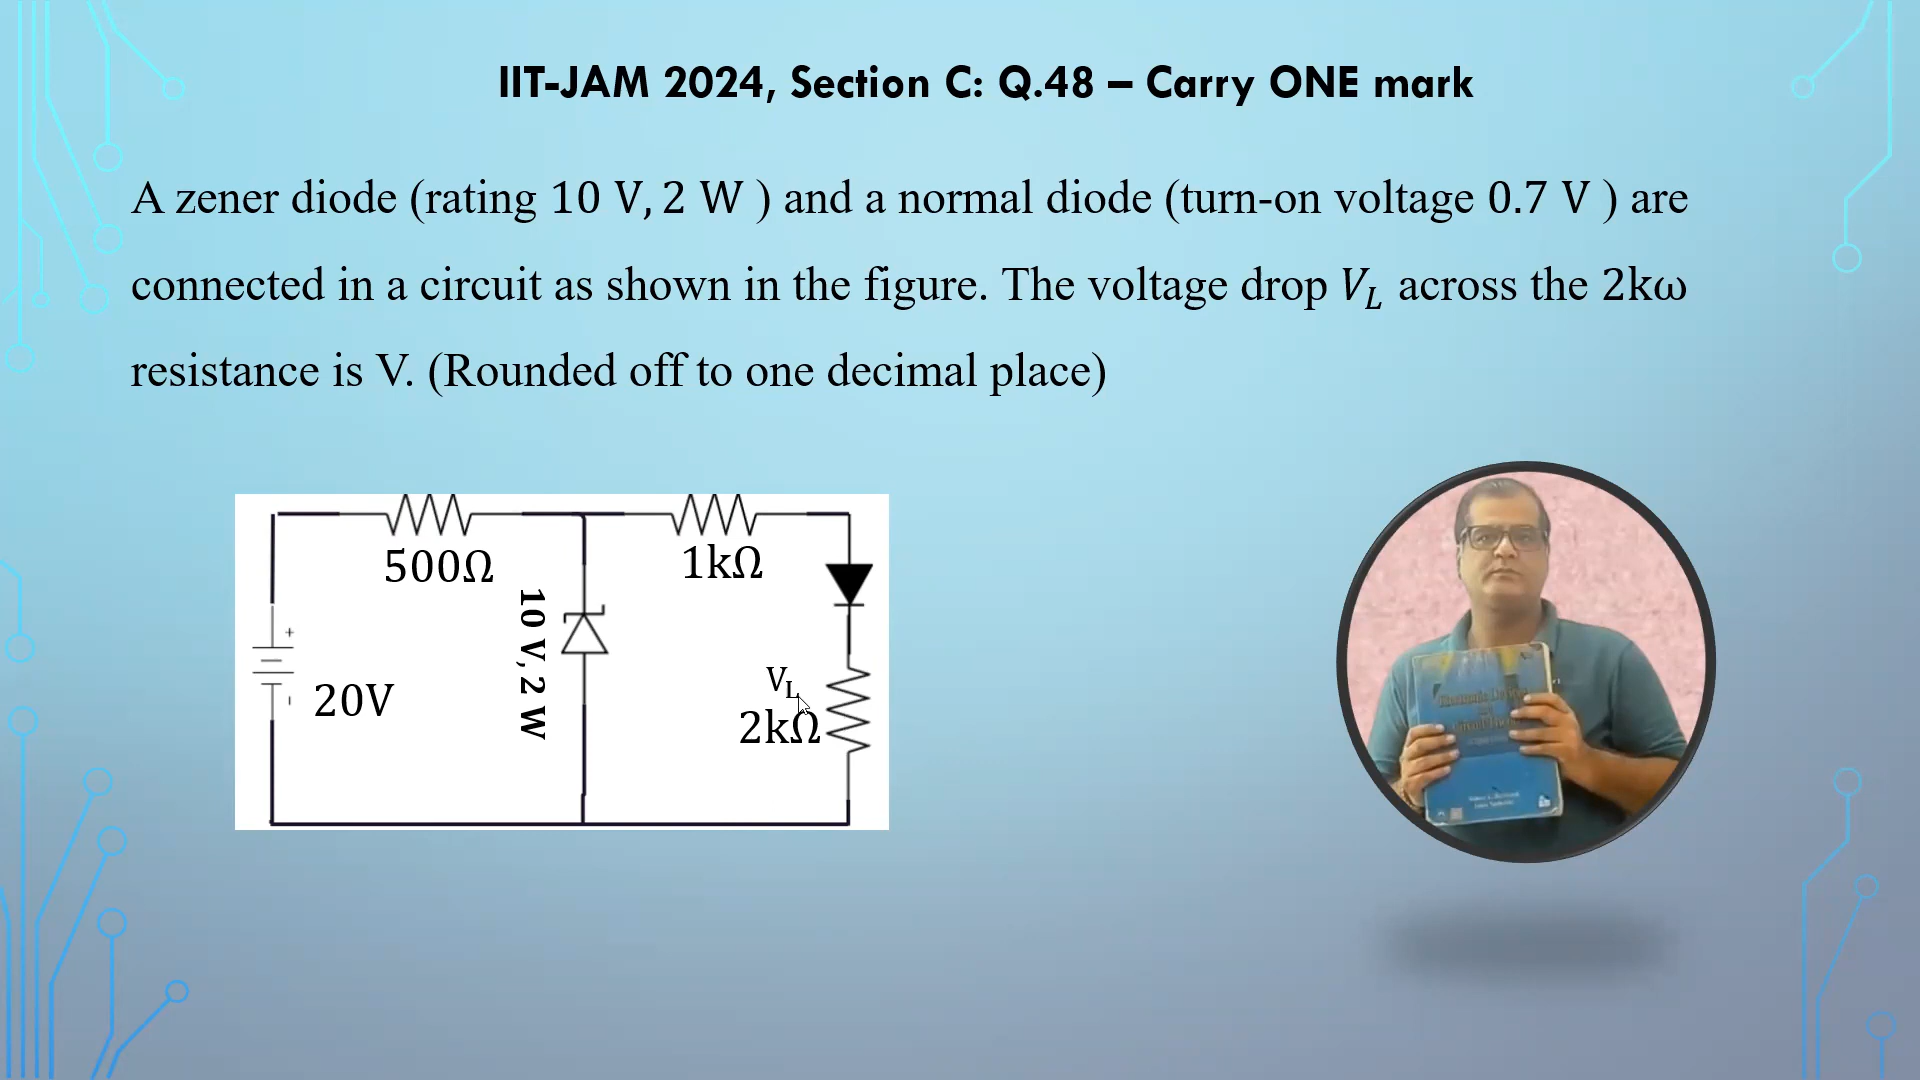 IIT-JAM 2024, Section C: Q.48 – Carry ONE mark
A zener diode (rating 10 V, 2 W ) and a normal diode (turn-on voltage 0.7 V ) are
connected in a circuit as shown in the figure. The voltage drop V_L across the 2kω
resistance is V. (Rounded off to one decimal place)
500Ω
1kΩ
10 V, 2 W
+
20V
-
V_L
2kΩ